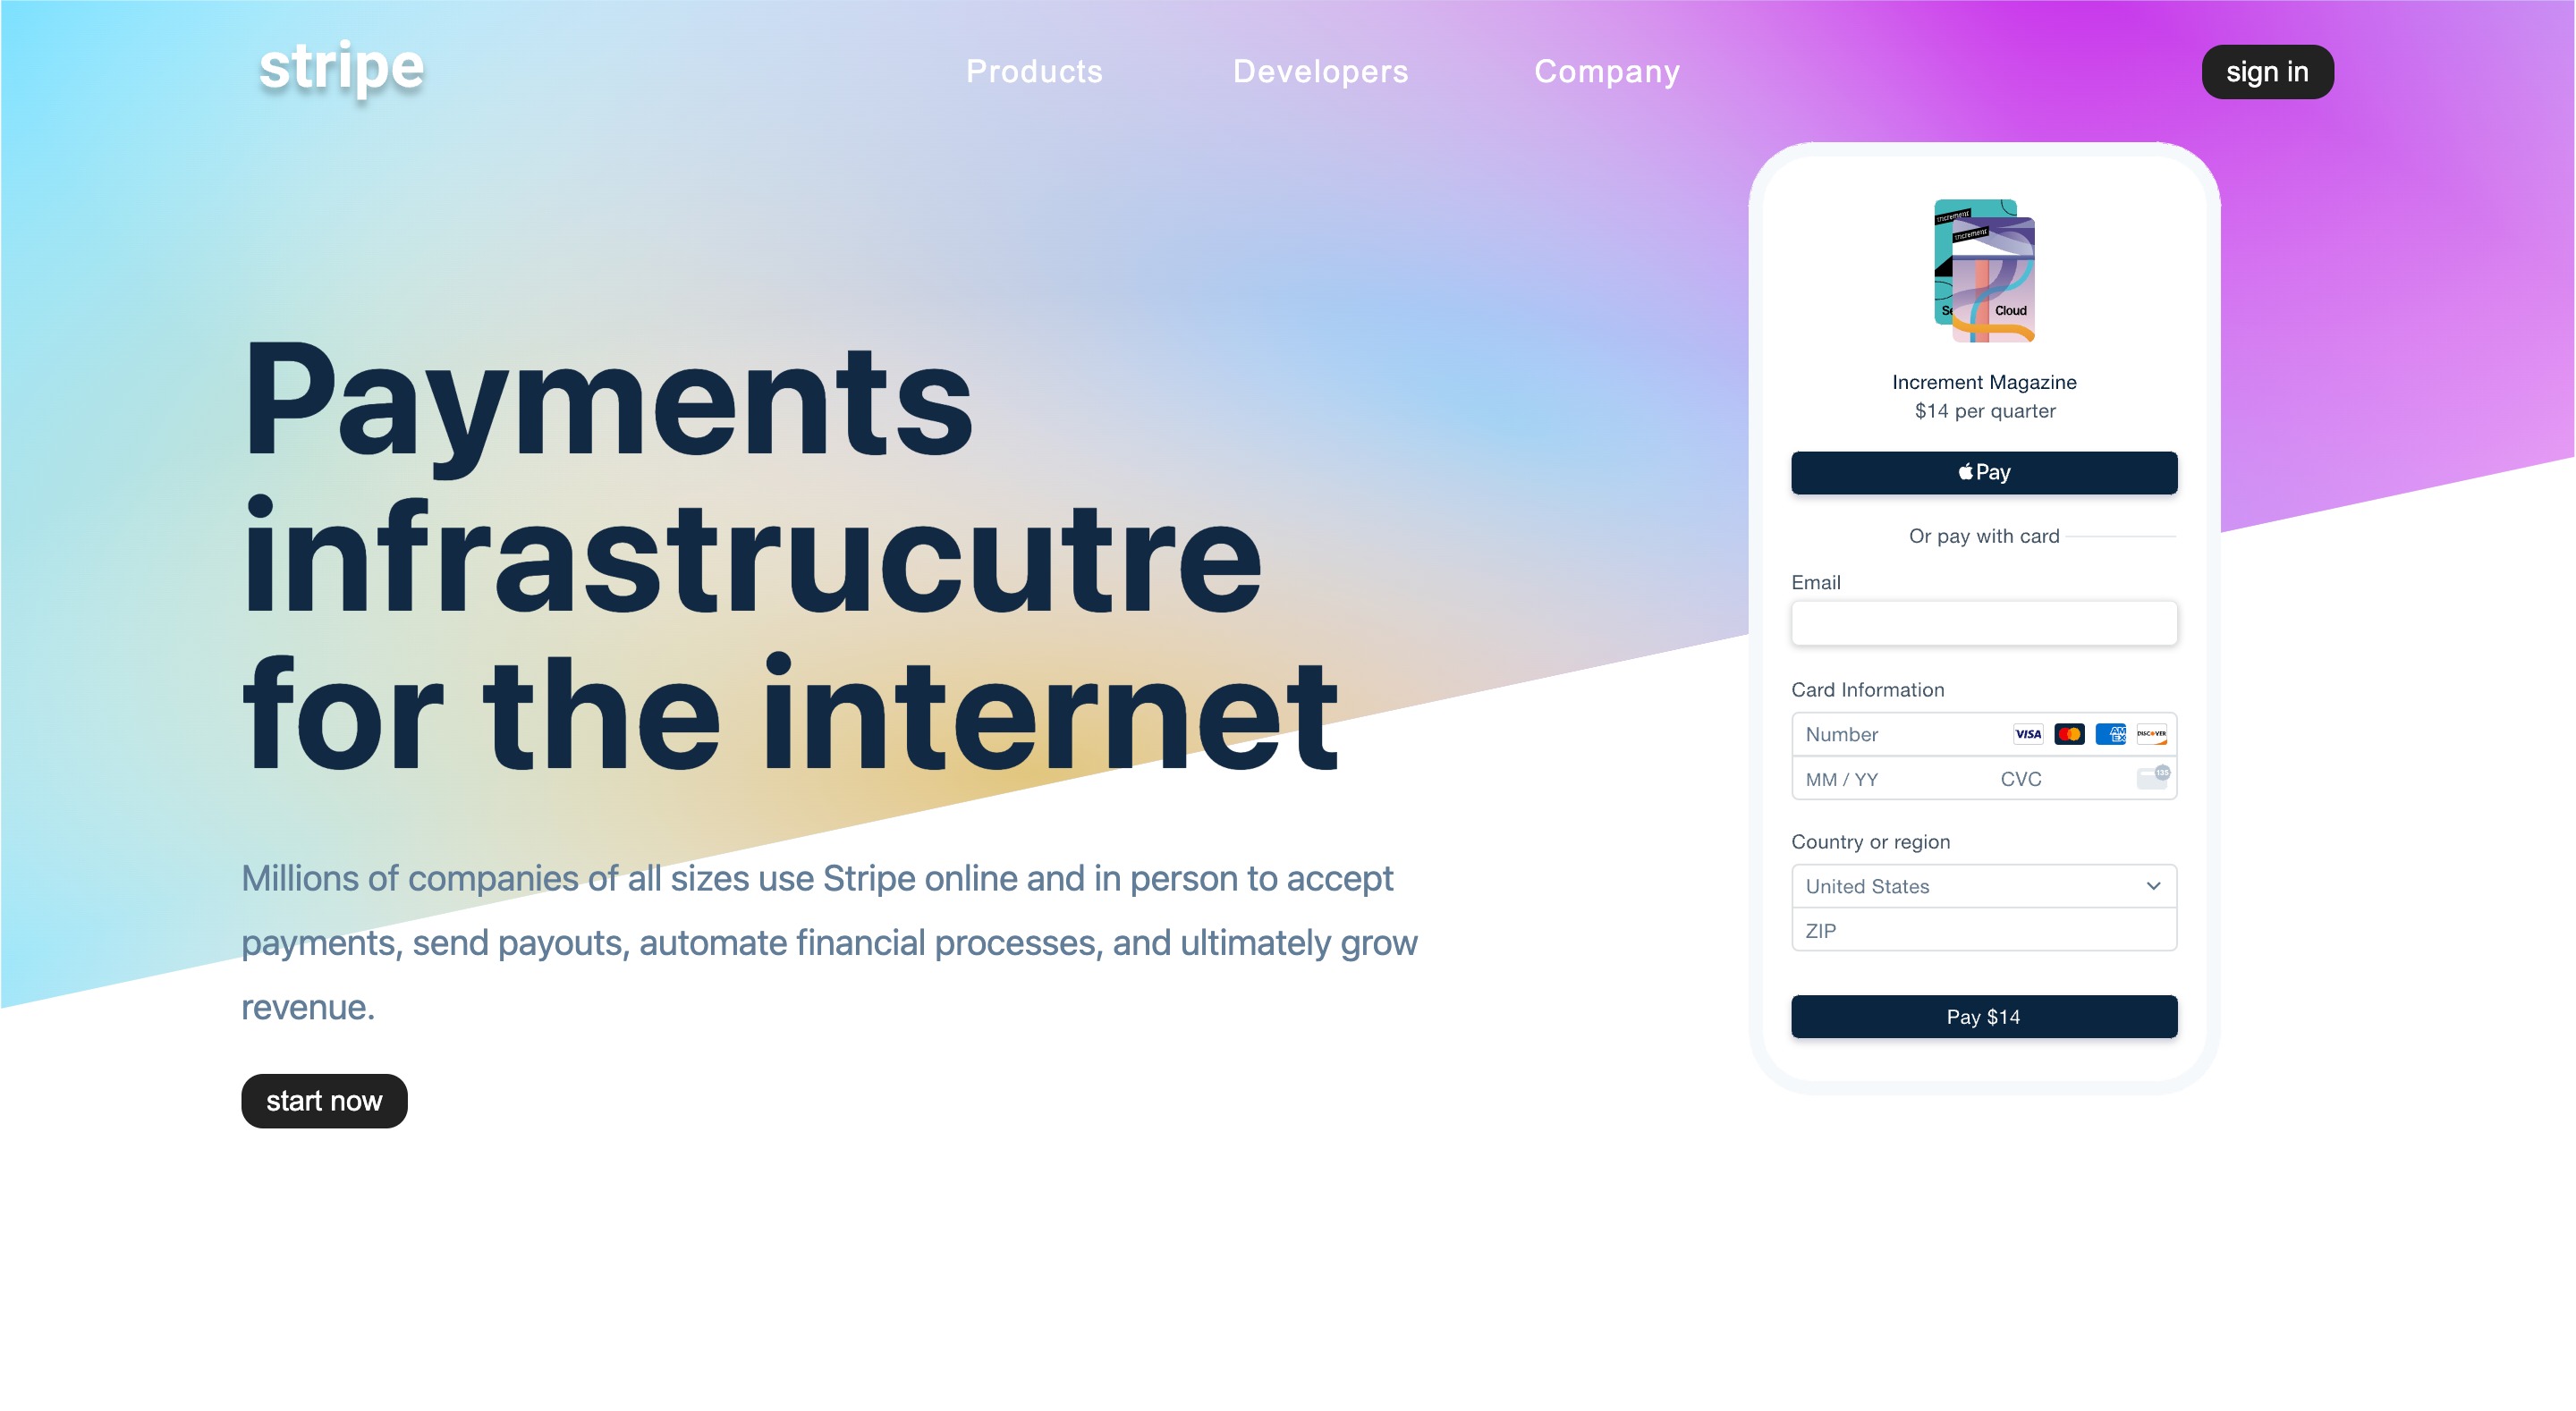 stripe
Products
Developers
Company
sign in
Payments
infrastrucutre
for the internet
Millions of companies of all sizes use Stripe online and in person to accept
payments, send payouts, automate financial processes, and ultimately grow
revenue.
start now
increment
increment
Se
Cloud
Increment Magazine
$14 per quarter
Pay
Or pay with card
Email
Card Information
Number
VISA
AM
EX
DISCOVER
MM / YY
CVC
135
Country or region
United States
ZIP
Pay $14